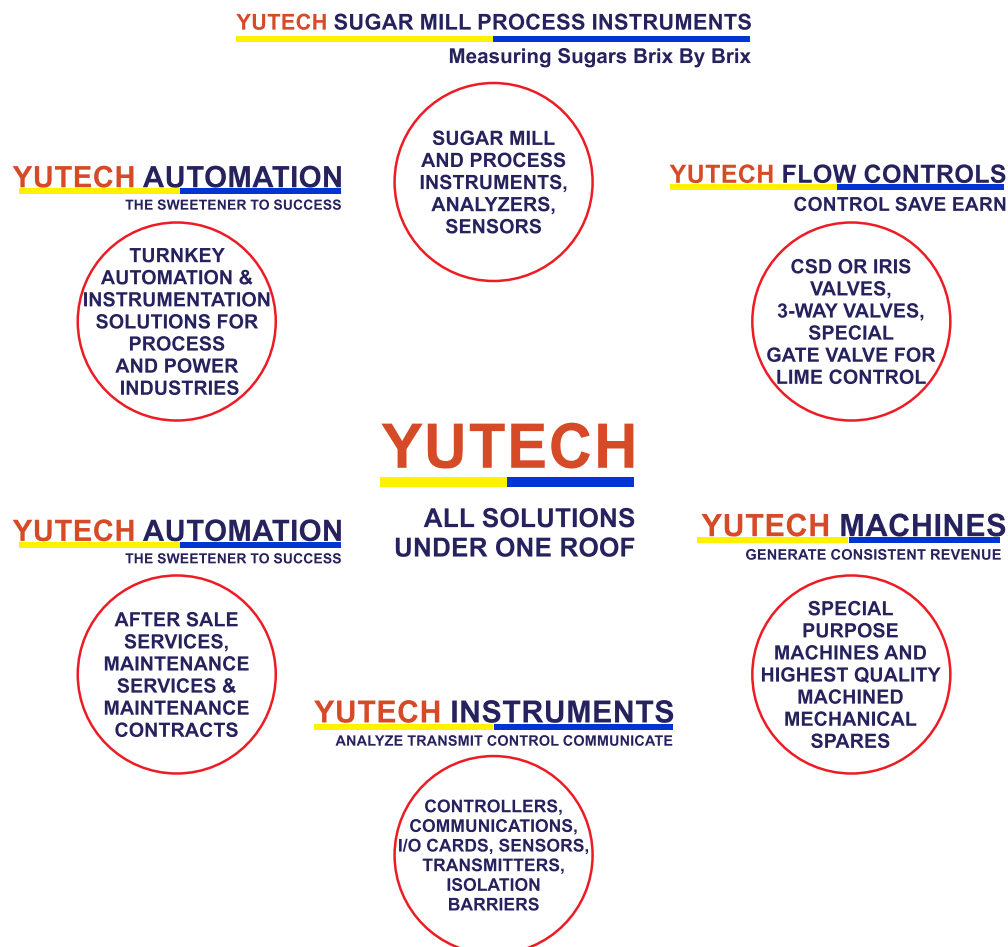 YUTECH SUGAR MILL PROCESS INSTRUMENTS
Measuring Sugars Brix By Brix
SUGAR MILL
AND PROCESS
INSTRUMENTS,
ANALYZERS,
SENSORS
YUTECH AUTOMATION
THE SWEETENER TO SUCCESS
TURNKEY
AUTOMATION &
INSTRUMENTATION
SOLUTIONS FOR
PROCESS
AND POWER
INDUSTRIES
YUTECH FLOW CONTROLS
CONTROL SAVE EARN
CSD OR IRIS
VALVES,
3-WAY VALVES,
SPECIAL
GATE VALVE FOR
LIME CONTROL
YUTECH
ALL SOLUTIONS
UNDER ONE ROOF
YUTECH AUTOMATION
THE SWEETENER TO SUCCESS
AFTER SALE
SERVICES,
MAINTENANCE
SERVICES &
MAINTENANCE
CONTRACTS
YUTECH MACHINES
GENERATE CONSISTENT REVENUE
SPECIAL
PURPOSE
MACHINES AND
HIGHEST QUALITY
MACHINED
MECHANICAL
SPARES
YUTECH INSTRUMENTS
ANALYZE TRANSMIT CONTROL COMMUNICATE
CONTROLLERS,
COMMUNICATIONS,
I/O CARDS, SENSORS,
TRANSMITTERS,
ISOLATION
BARRIERS